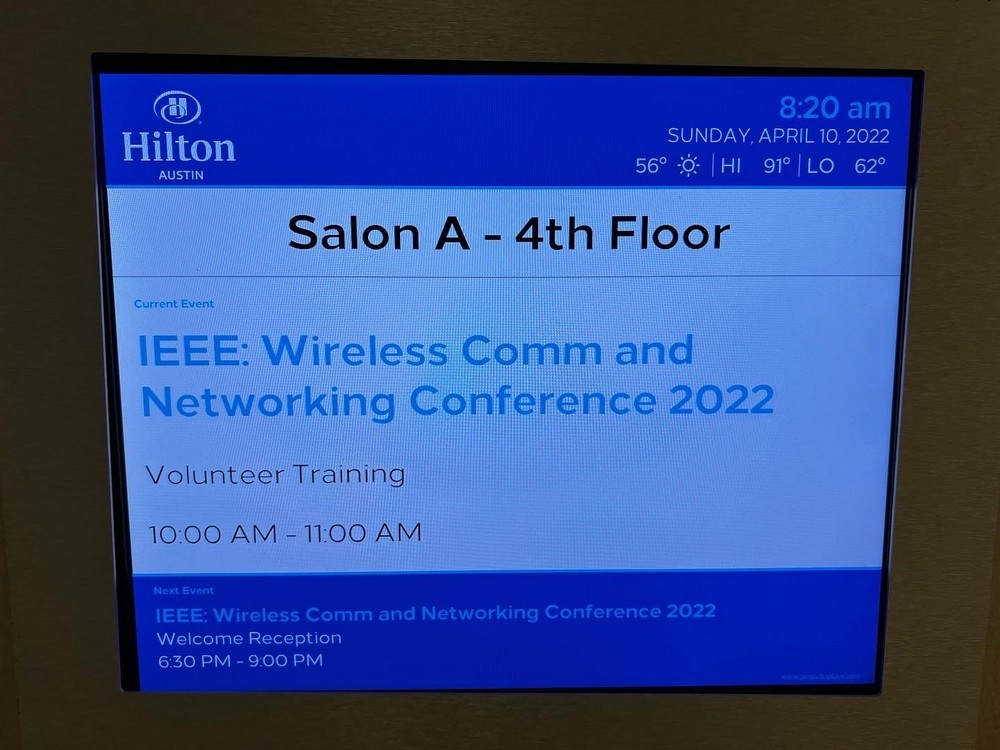 Hilton
AUSTIN
8:20 am
SUNDAY, APRIL 10, 2022
56° | HI 91° | LO 62°
Salon A - 4th Floor
Current Event
IEEE: Wireless Comm and
Networking Conference 2022
Volunteer Training
10:00 AM - 11:00 AM
Next Event
IEEE: Wireless Comm and Networking Conference 2022
Welcome Reception
6:30 PM - 9:00 PM